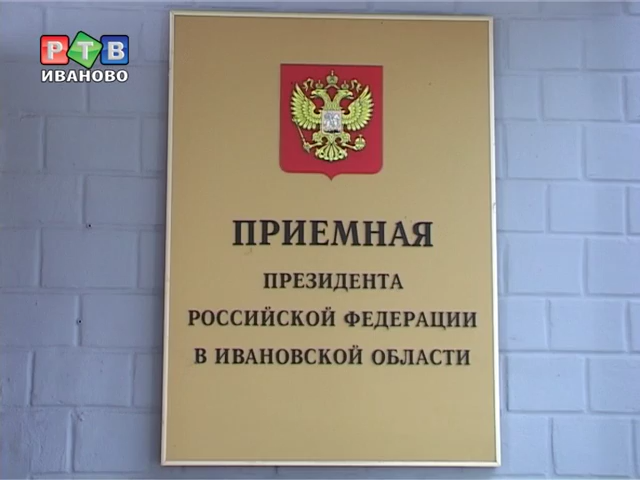 РТВ
ИВАНОВО
ПРИЕМНАЯ
ПРЕЗИДЕНТА
РОССИЙСКОЙ ФЕДЕРАЦИИ
В ИВАНОВСКОЙ ОБЛАСТИ